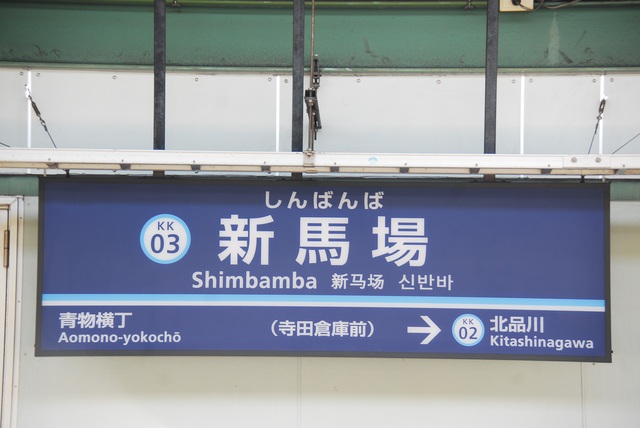 しんばんば
KK
03
新馬場
Shimbamba 新马场 신반바
青物横丁
Aomono-yokochō
（寺田倉庫前）
→
KK
02
北品川
Kitashinagawa